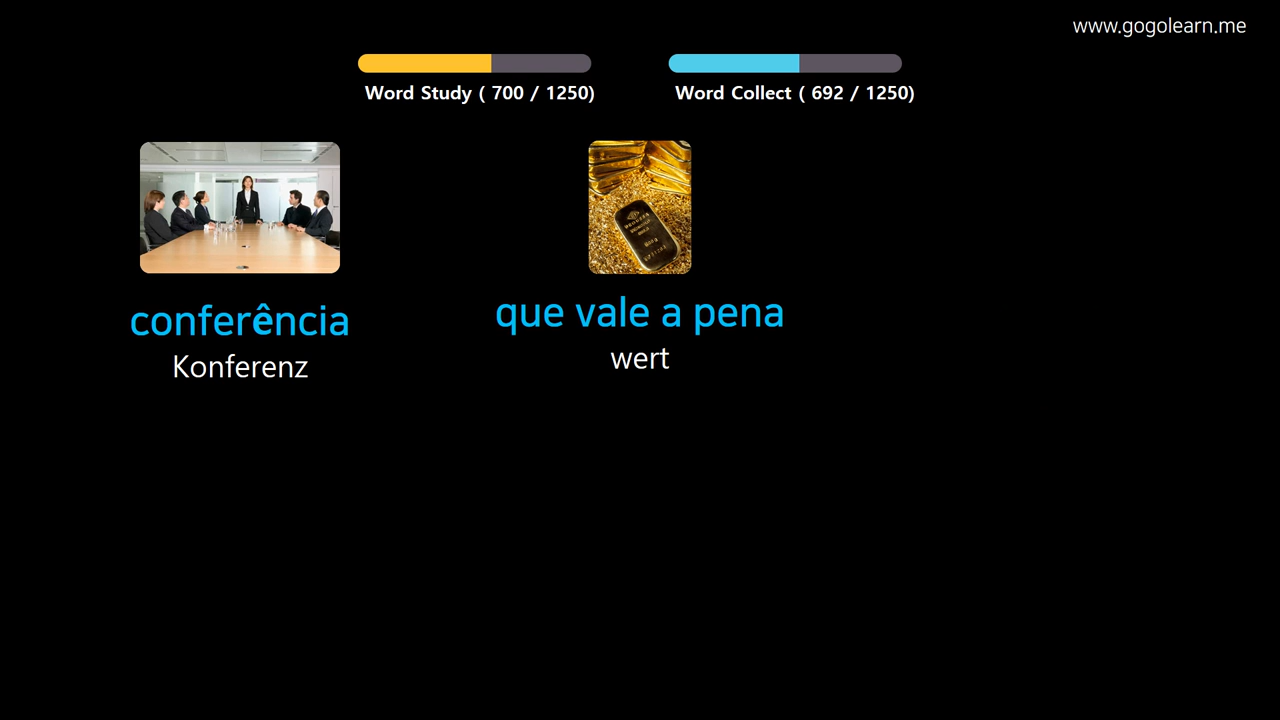 www.gogolearn.me
Word Study ( 700 / 1250)
Word Collect ( 692 / 1250)
conferência
Konferenz
que vale a pena
wert